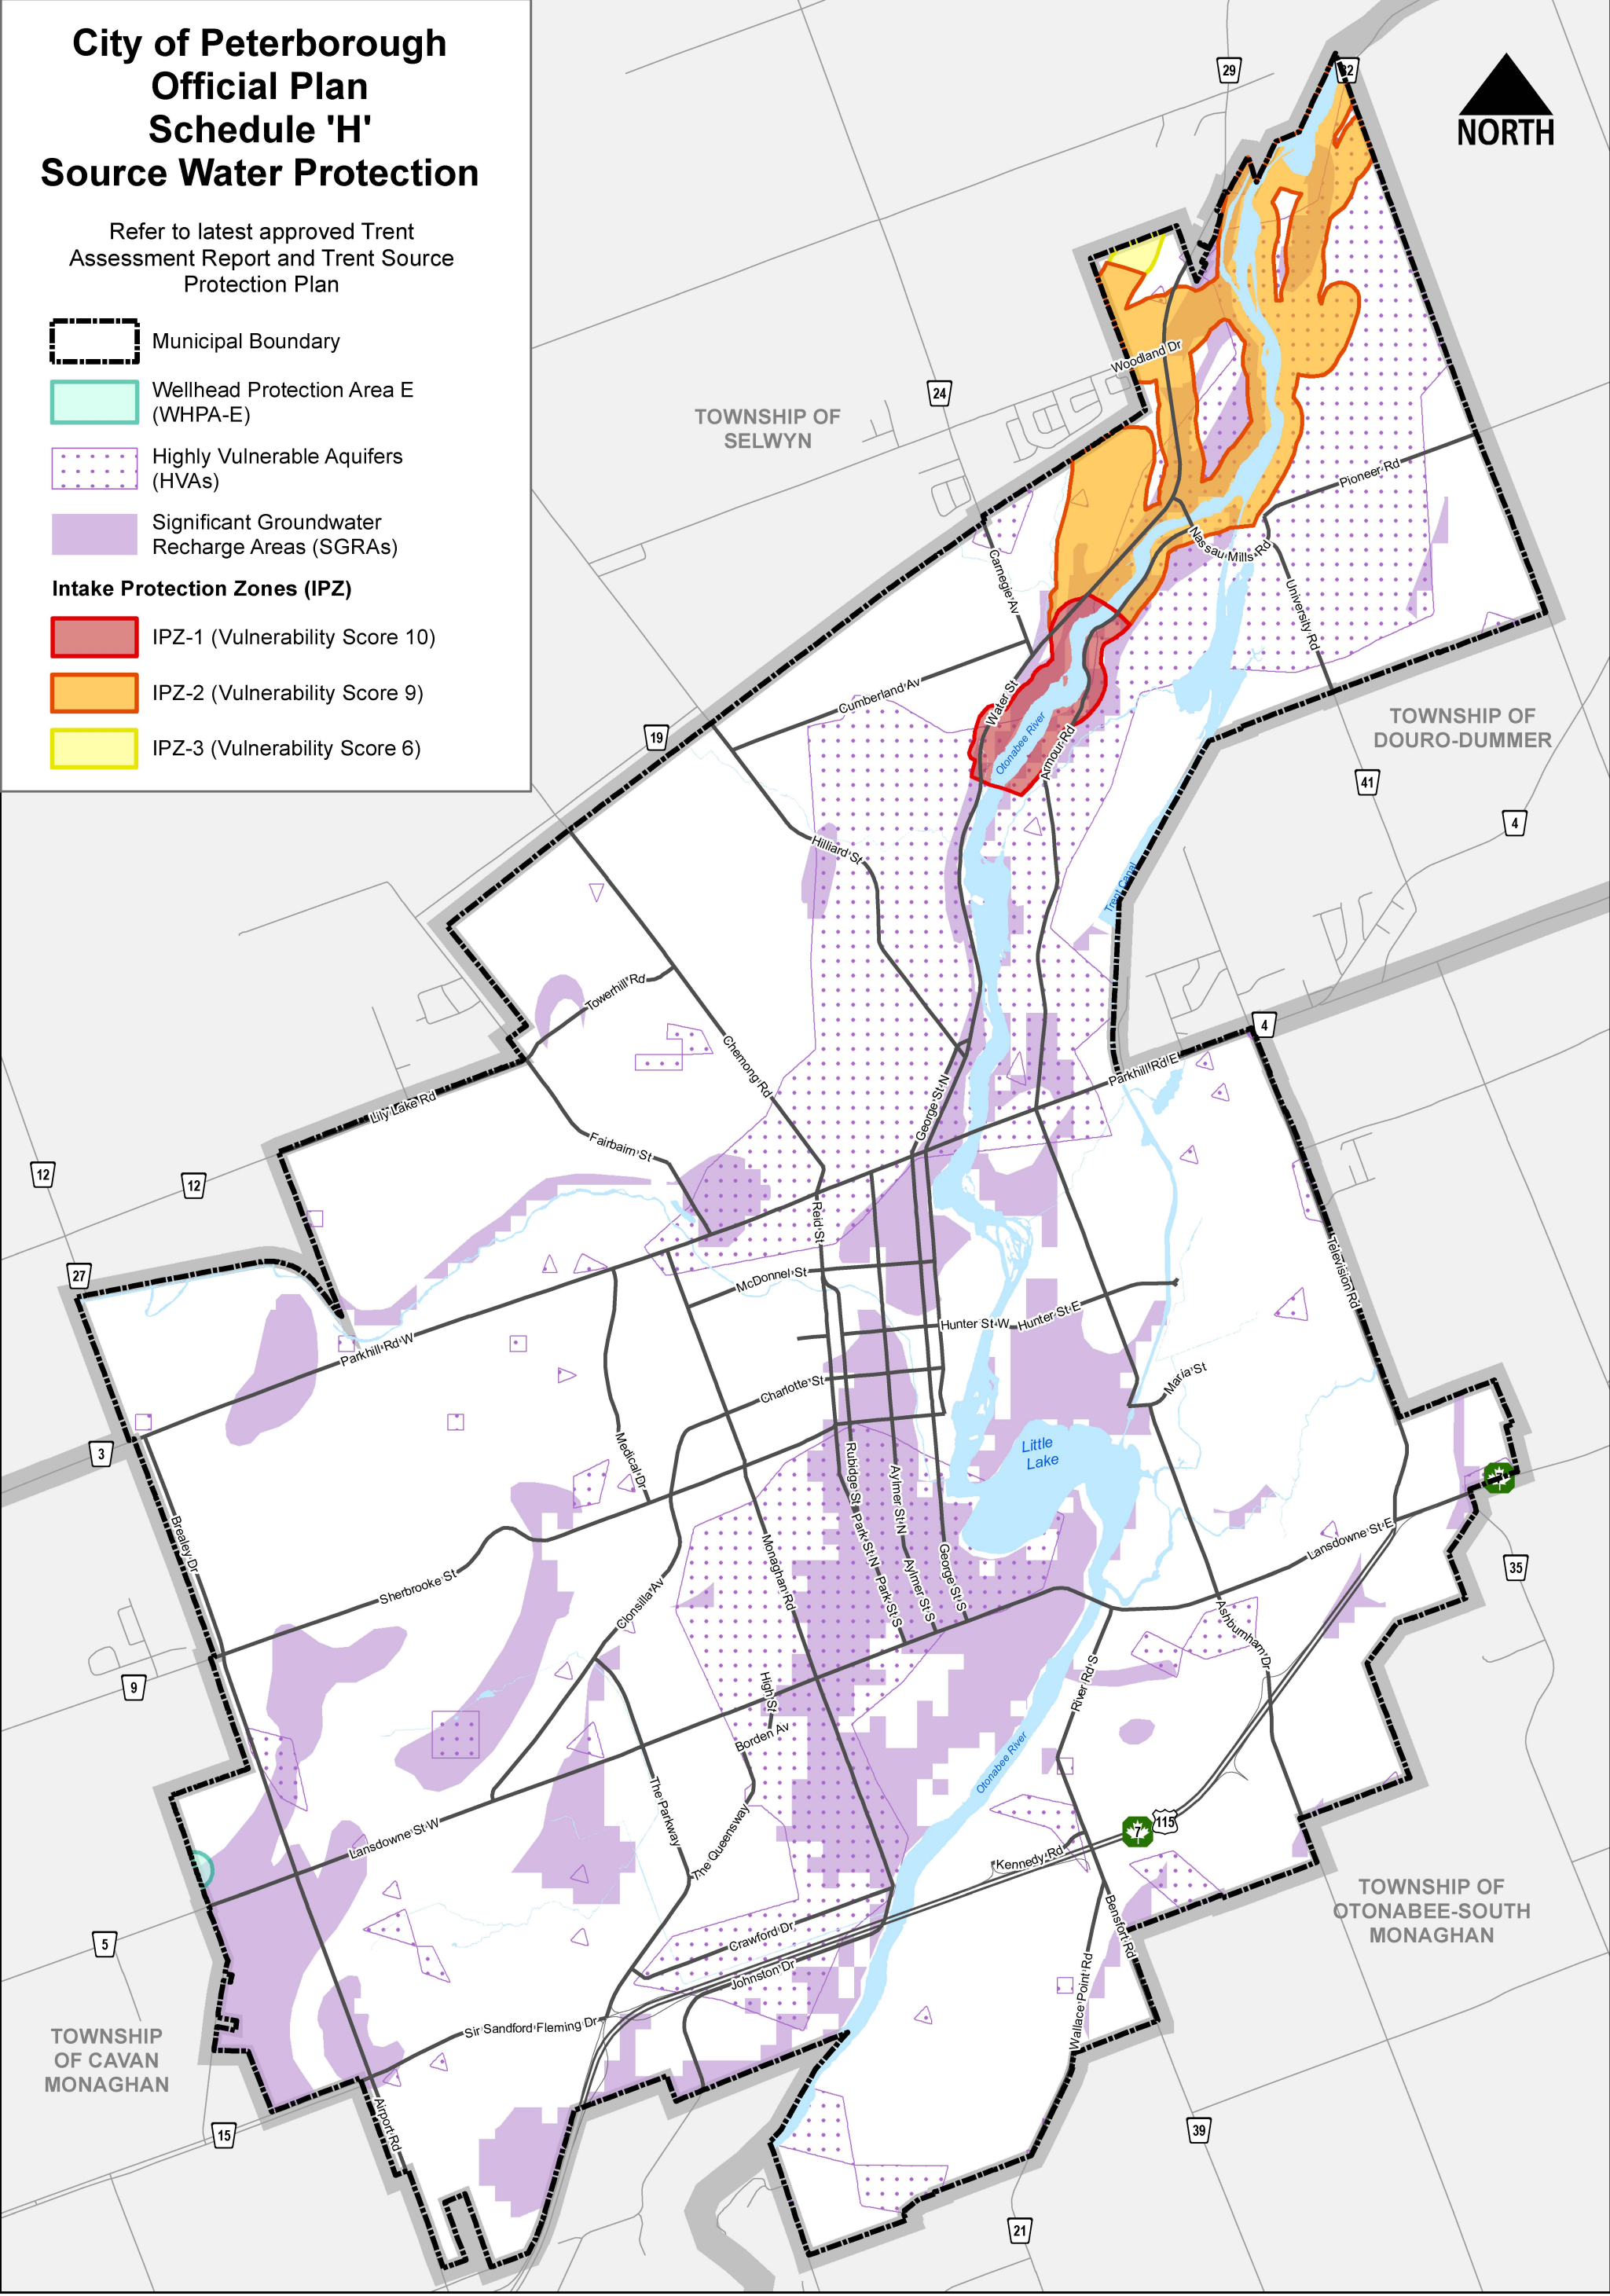 City of Peterborough
Official Plan
Schedule 'H'
Source Water Protection
Refer to latest approved Trent
Assessment Report and Trent Source
Protection Plan
Municipal Boundary
Wellhead Protection Area E
(WHPA-E)
Highly Vulnerable Aquifers
(HVAs)
Significant Groundwater
Recharge Areas (SGRAs)
Intake Protection Zones (IPZ)
IPZ-1 (Vulnerability Score 10)
IPZ-2 (Vulnerability Score 9)
IPZ-3 (Vulnerability Score 6)
NORTH
29
32
24
TOWNSHIP OF
SELWYN
Woodland Dr
Pioneer Rd
Nassau Mills Rd
University Rd
Carnegie Av
Cumberland Av
Water St
Otonabee River
Armour Rd
19
TOWNSHIP OF
DOURO-DUMMER
41
4
Hilliard St
Trent Canal
Towerhill Rd
Chemong Rd
4
Parkhill Rd E
George St N
Lily Lake Rd
Fairbairn St
12
12
27
Reid St
McDonnel St
Hunter St W
Hunter St E
Television Rd
Parkhill Rd W
Charlotte St
Maria St
3
Medical Dr
Little
Lake
7
Brealey Dr
Rubidge St
Aylmer St N
Park St N
Monaghan Rd
George St S
Lansdowne St E
35
Sherbrooke St
Clonsilla Av
Park St S
Aylmer St S
Ashburnham Dr
9
High St
River Rd S
Borden Av
Otonabee River
The Parkway
The Queensway
Lansdowne St W
7
115
Kennedy Rd
TOWNSHIP OF
OTONABEE-SOUTH
MONAGHAN
5
Crawford Dr
Bensfort Rd
Johnston Dr
Wallace Point Rd
Sir Sandford Fleming Dr
TOWNSHIP
OF CAVAN
MONAGHAN
15
Airport Rd
39
21